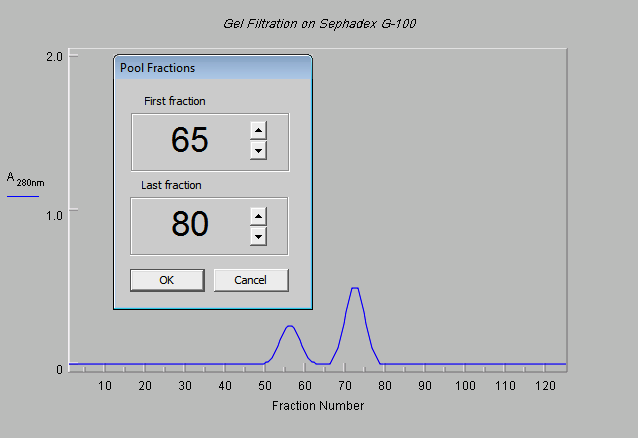 Gel Filtration on Sephadex G-100
2.0
Pool Fractions
First fraction
65
A 280nm
Last fraction
1.0
80
OK Cancel
0
10 20 30 40 50 60 70 80 90 100 110 120
Fraction Number